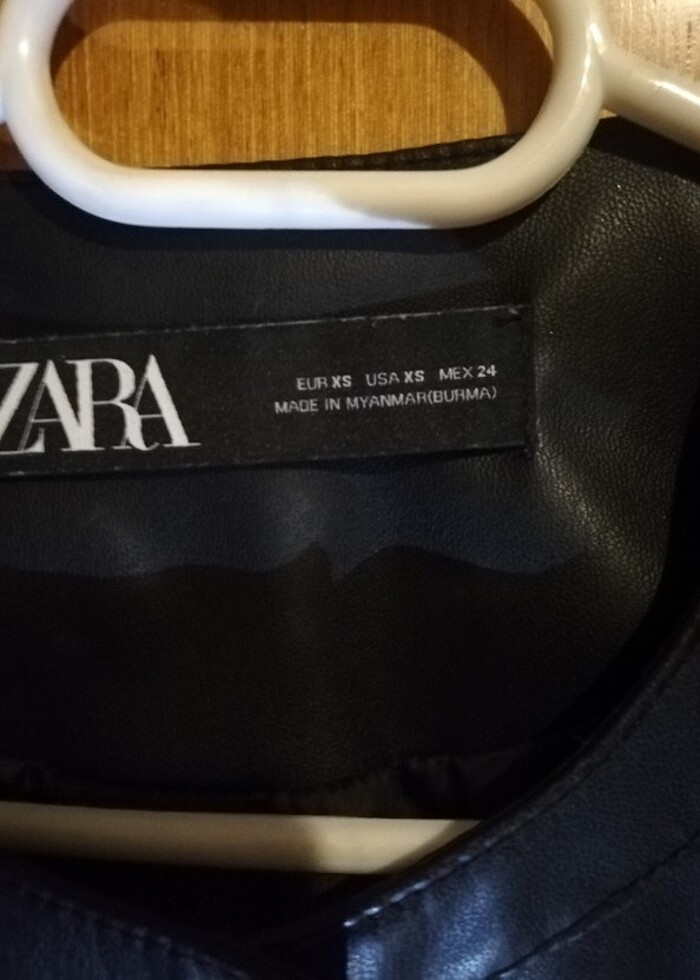 ZARA
EUR XS USA XS MEX 24
MADE IN MYANMAR(BURMA)